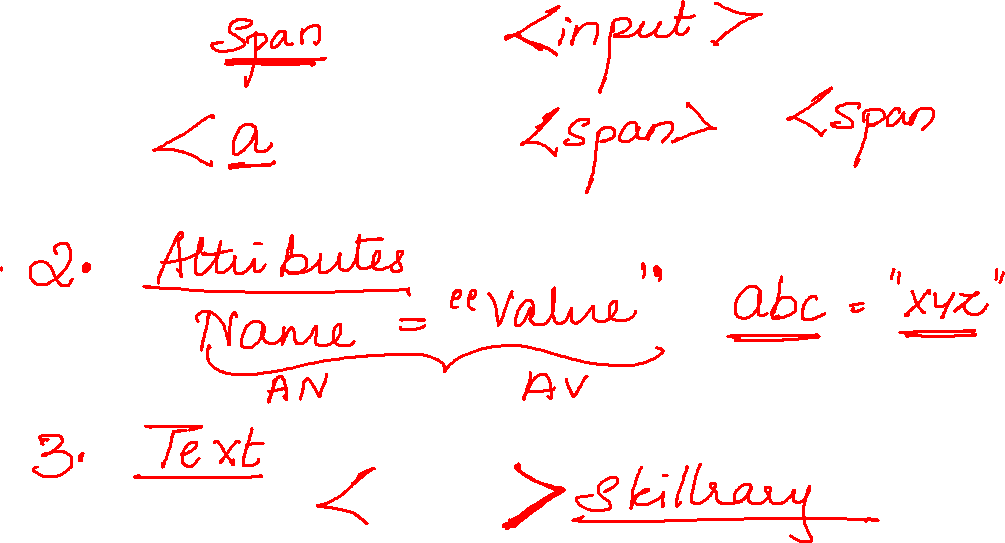 Span <input>
<a <span> <span
2. Attributes
Name = "Value" abc = "xyz"
AN AV
3. Text
< > Skillrary